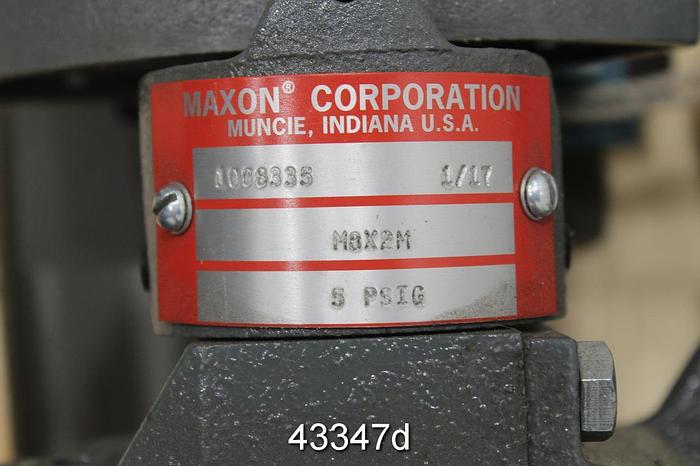 MAXON® CORPORATION
MUNCIE, INDIANA U.S.A.
1008335 1/17
M8X2M
5 PSIG
43347d